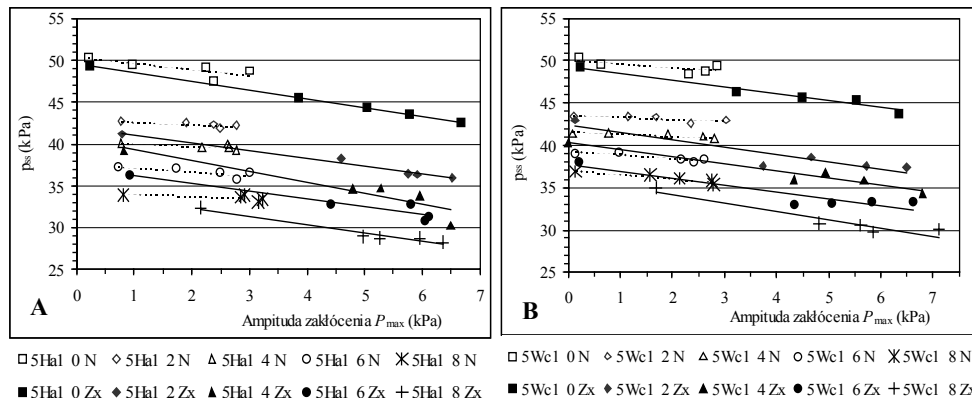 55
50
45
40
35
30
25
0 1 2 3 4 5 6 7
pss (kPa)
Ampituda zakłócenia Pmax (kPa)
A
55
50
45
40
35
30
25
0 1 2 3 4 5 6 7
pss (kPa)
Ampituda zakłócenia Pmax (kPa)
B
5Ha1 0 N 5Ha1 2 N 5Ha1 4 N 5Ha1 6 N 5Ha1 8 N
5Ha1 0 Zx 5Ha1 2 Zx 5Ha1 4 Zx 5Ha1 6 Zx 5Ha1 8 Zx
5Wc1 0 N 5Wc1 2 N 5Wc1 4 N 5Wc1 6 N 5Wc1 8 N
5Wc1 0 Zx 5Wc1 2 Zx 5Wc1 4 Zx 5Wc1 6 Zx 5Wc1 8 Zx